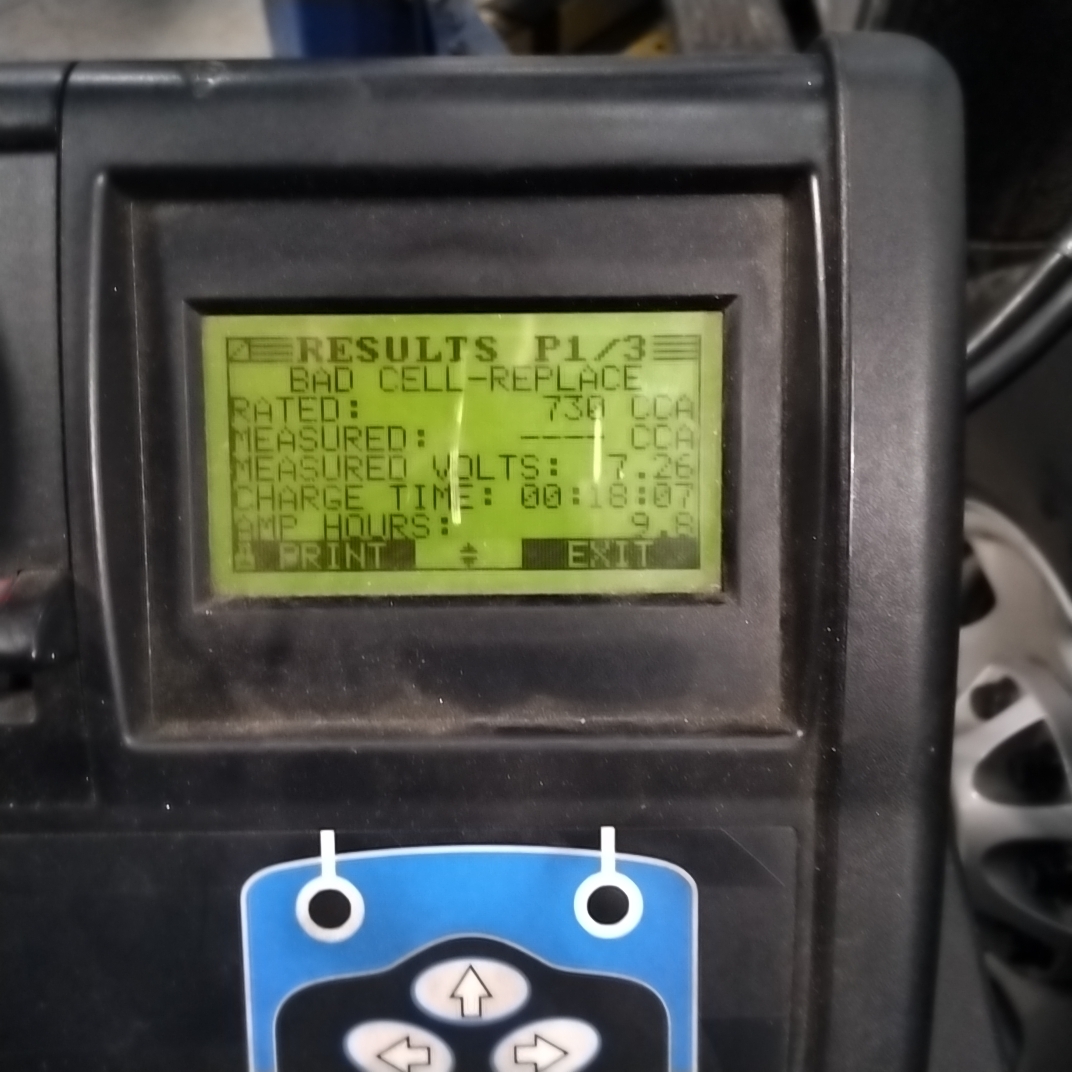 RESULTS P1/3
BAD CELL-REPLACE
RATED: 730 CCA
MEASURED: ---- CCA
MEASURED VOLTS: 7.26
CHARGE TIME: 00:18:07
AMP HOURS: 9.8
PRINT EXIT